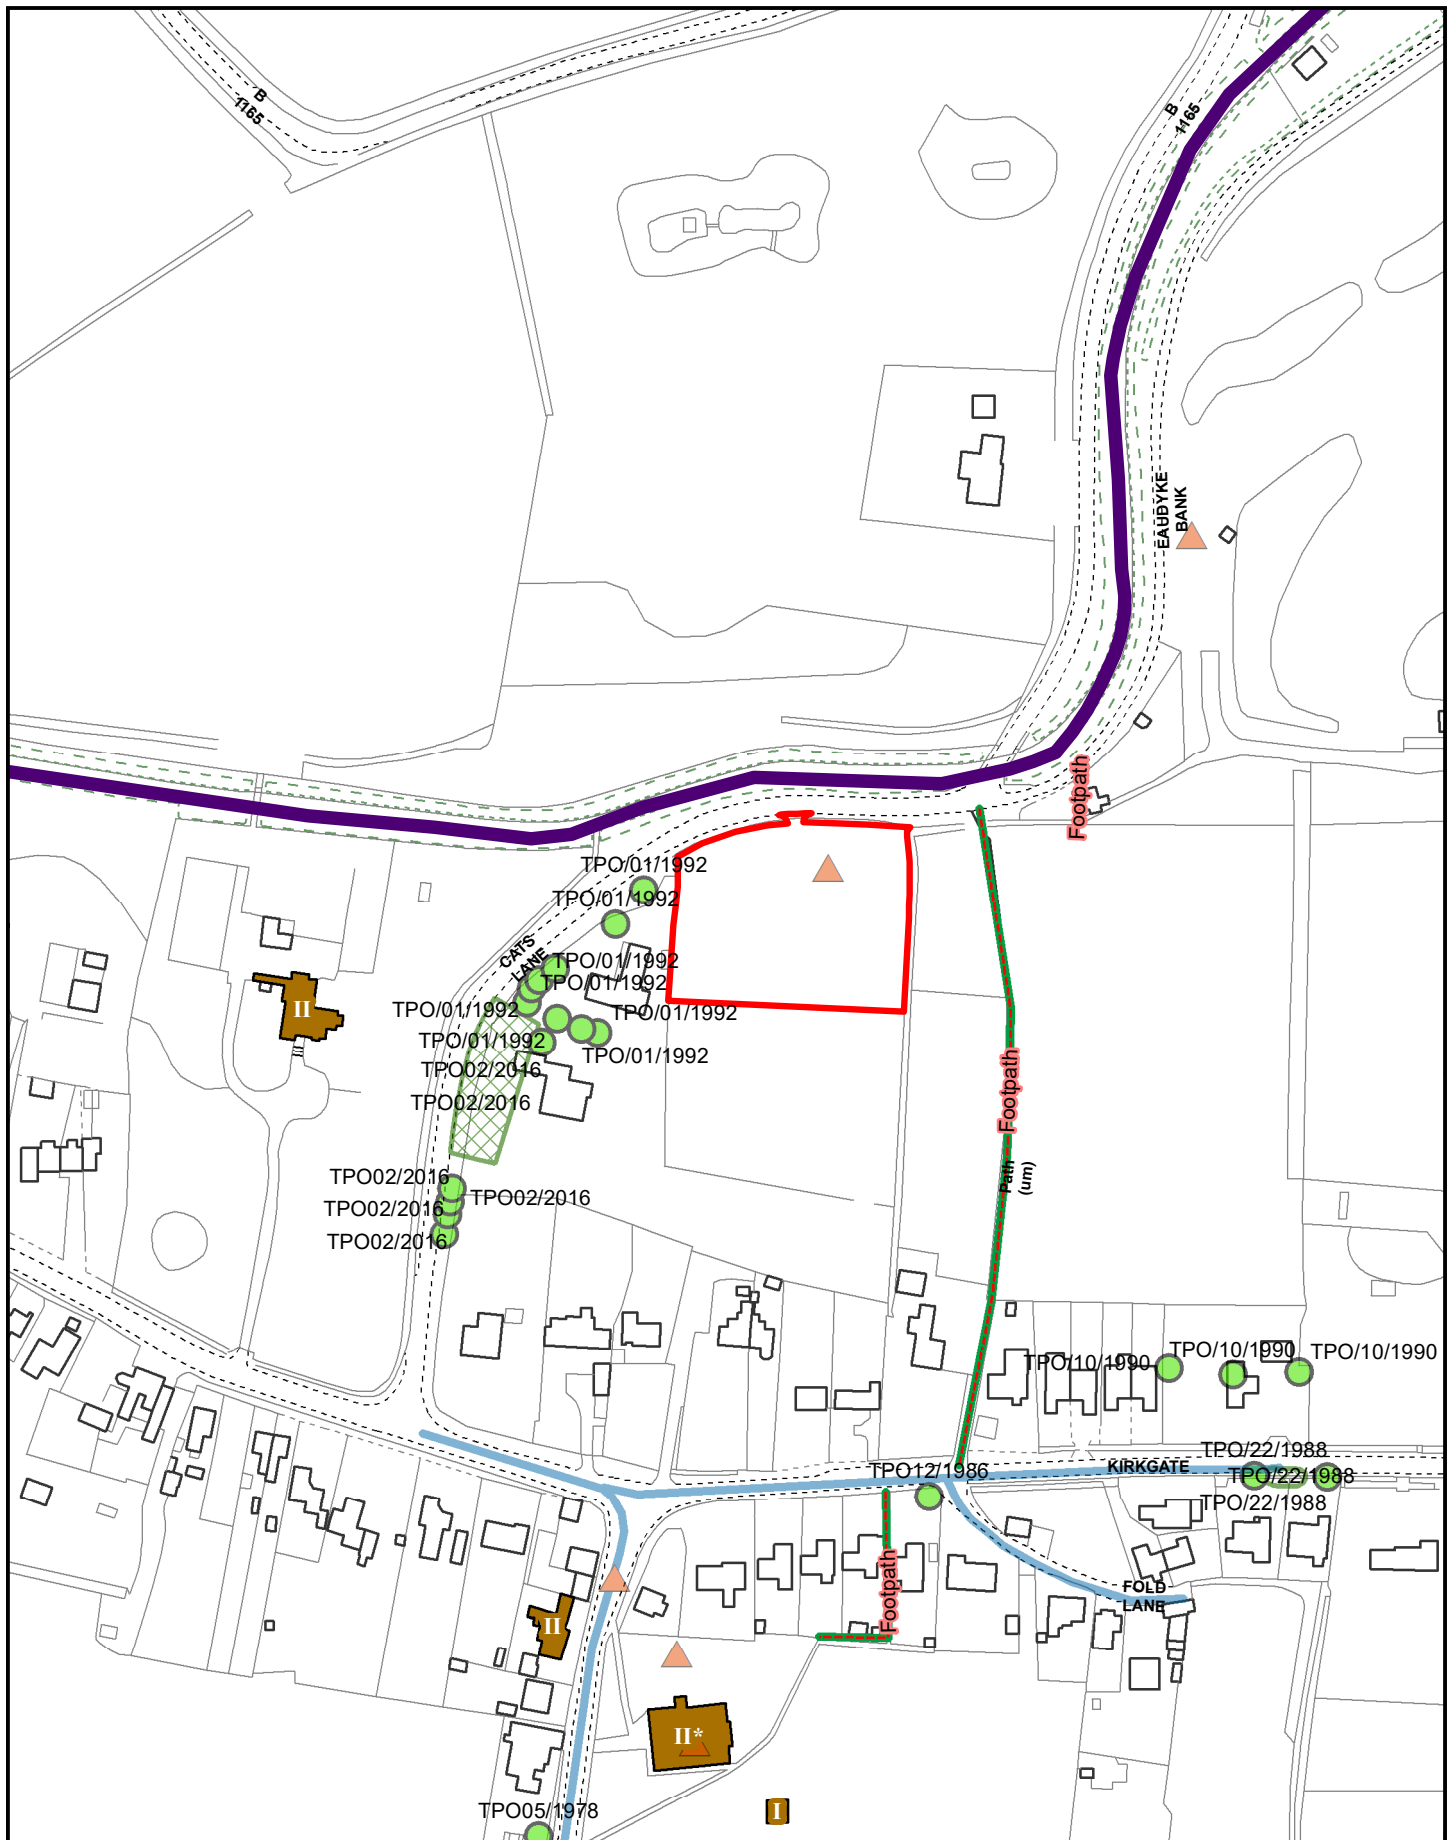 B
1165
B
1165
EAUDYKE
BANK
Footpath
TPO/01/1992
TPO/01/1992
CATS
LANE
TPO/01/1992
TPO/01/1992
TPO/01/1992
TPO/01/1992
II
TPO/01/1992
TPO/01/1992
TPO02/2016
TPO02/2016
Footpath
Path
(um)
TPO02/2016
TPO02/2016
TPO02/2016
TPO02/2016
TPO/10/1990
TPO/10/1990
TPO/10/1990
TPO/22/1988
KIRKGATE
TPO12/1986
TPO/22/1988
TPO/22/1988
Footpath
FOLD
LANE
II
II*
I
TPO05/1978